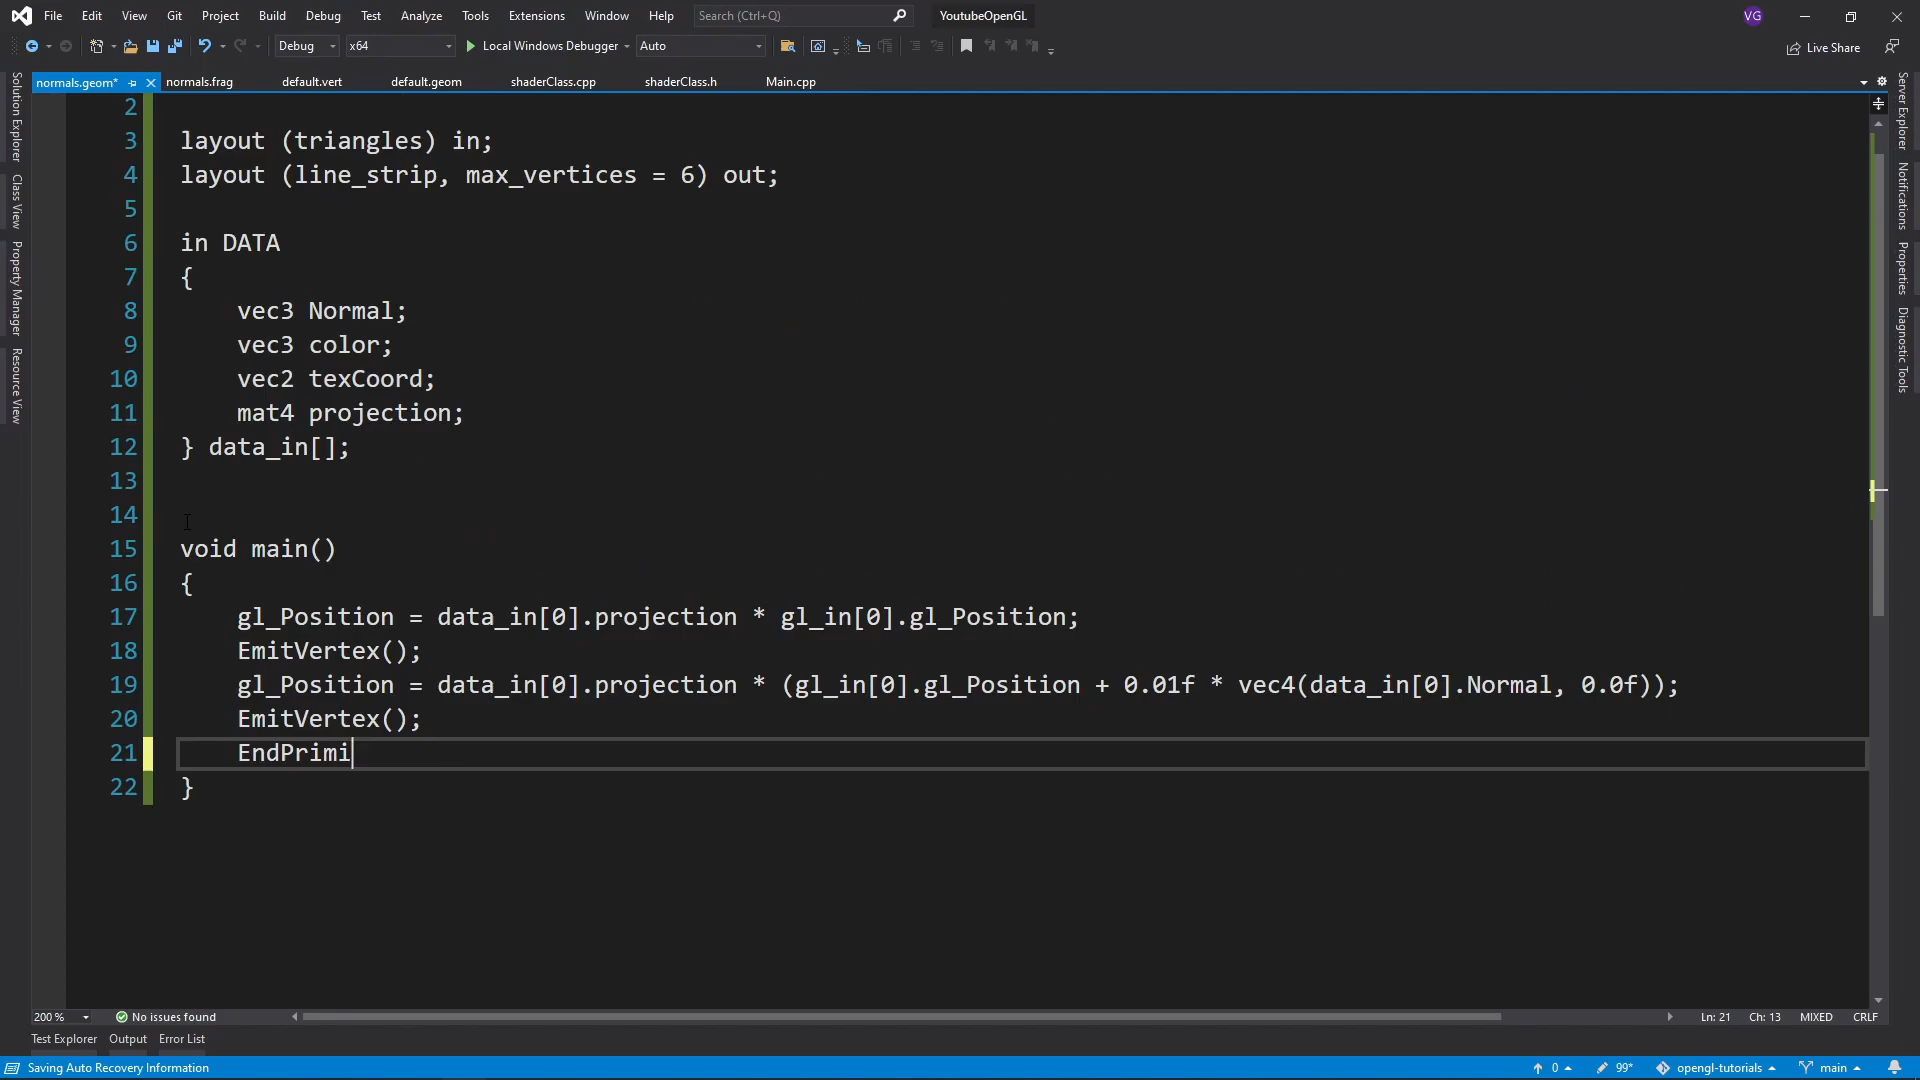 File Edit View Git Project Build Debug Test Analyze Tools Extensions Window Help Search (Ctrl+Q) YoutubeOpenGL VG
Debug x64 Local Windows Debugger Auto Live Share
normals.geom* normals.frag default.vert default.geom shaderClass.cpp shaderClass.h Main.cpp
Solution Explorer
Class View
Property Manager
Resource View
2
3 layout (triangles) in;
4 layout (line_strip, max_vertices = 6) out;
5
6 in DATA
7 {
8 vec3 Normal;
9 vec3 color;
10 vec2 texCoord;
11 mat4 projection;
12 } data_in[];
13
14
15 void main()
16 {
17 gl_Position = data_in[0].projection * gl_in[0].gl_Position;
18 EmitVertex();
19 gl_Position = data_in[0].projection * (gl_in[0].gl_Position + 0.01f * vec4(data_in[0].Normal, 0.0f));
20 EmitVertex();
21 EndPrimi
22 }
Server Explorer
Notifications
Properties
Diagnostic Tools
200 % No issues found Ln: 21 Ch: 13 MIXED CRLF
Test Explorer Output Error List
Saving Auto Recovery Information 0 99* opengl-tutorials main